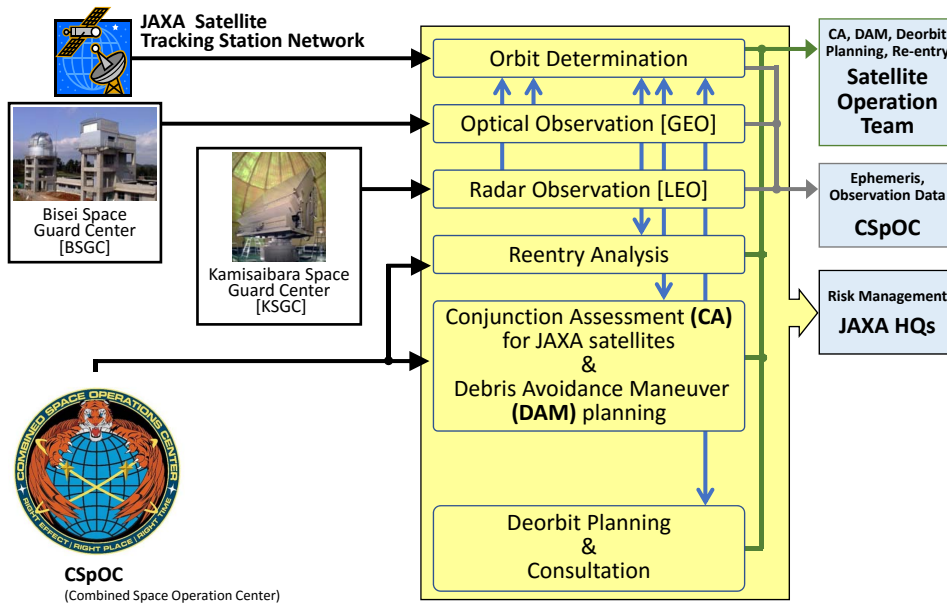 JAXA Satellite
Tracking Station Network
Bisei Space
Guard Center
[BSGC]
Kamisaibara Space
Guard Center
[KSGC]
COMBINED SPACE OPERATIONS CENTER
RIGHT EFFECT | RIGHT PLACE | RIGHT TIME
CSpOC
(Combined Space Operation Center)
Orbit Determination
Optical Observation [GEO]
Radar Observation [LEO]
Reentry Analysis
Conjunction Assessment (CA)
for JAXA satellites
&
Debris Avoidance Maneuver
(DAM) planning
Deorbit Planning
&
Consultation
CA, DAM, Deorbit
Planning, Re-entry
Satellite
Operation
Team
Ephemeris,
Observation Data
CSpOC
Risk Management
JAXA HQs